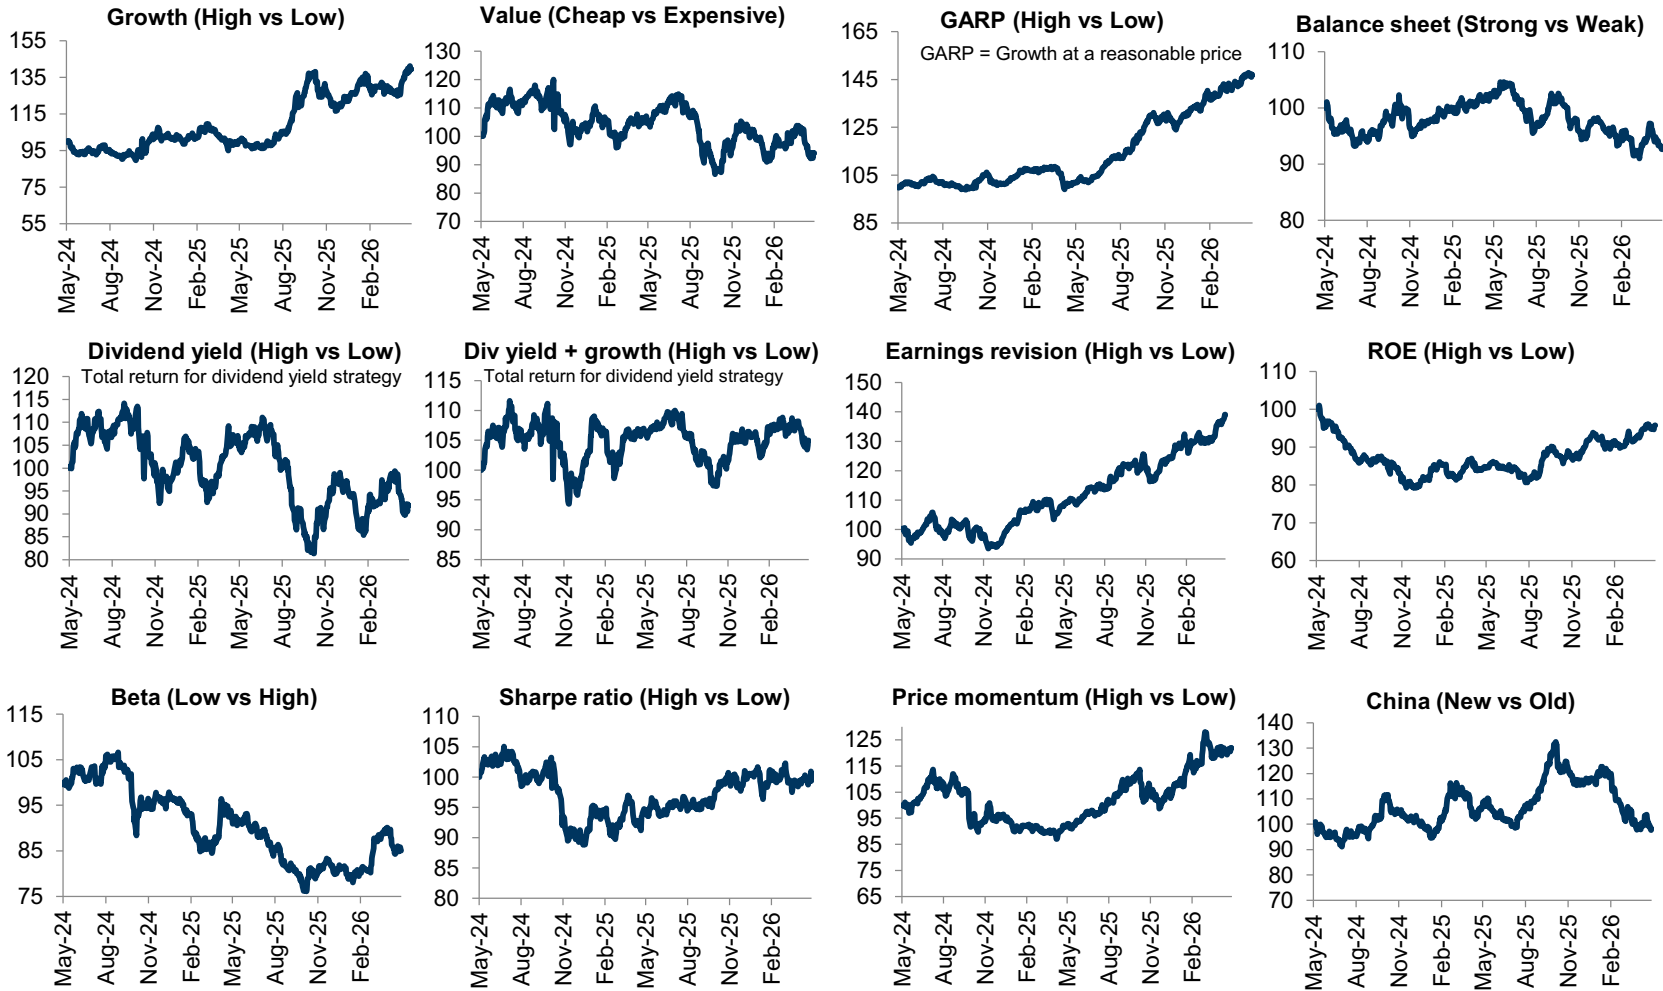 Growth (High vs Low)
155
135
115
95
75
55
May-24
Aug-24
Nov-24
Feb-25
May-25
Aug-25
Nov-25
Feb-26
Value (Cheap vs Expensive)
130
120
110
100
90
80
70
May-24
Aug-24
Nov-24
Feb-25
May-25
Aug-25
Nov-25
Feb-26
GARP (High vs Low)
GARP = Growth at a reasonable price
165
145
125
105
85
May-24
Aug-24
Nov-24
Feb-25
May-25
Aug-25
Nov-25
Feb-26
Balance sheet (Strong vs Weak)
110
100
90
80
May-24
Aug-24
Nov-24
Feb-25
May-25
Aug-25
Nov-25
Feb-26
Dividend yield (High vs Low)
Total return for dividend yield strategy
120
115
110
105
100
95
90
85
80
May-24
Aug-24
Nov-24
Feb-25
May-25
Aug-25
Nov-25
Feb-26
Div yield + growth (High vs Low)
Total return for dividend yield strategy
115
110
105
100
95
90
85
May-24
Aug-24
Nov-24
Feb-25
May-25
Aug-25
Nov-25
Feb-26
Earnings revision (High vs Low)
150
140
130
120
110
100
90
May-24
Aug-24
Nov-24
Feb-25
May-25
Aug-25
Nov-25
Feb-26
ROE (High vs Low)
110
100
90
80
70
60
May-24
Aug-24
Nov-24
Feb-25
May-25
Aug-25
Nov-25
Feb-26
Beta (Low vs High)
115
105
95
85
75
May-24
Aug-24
Nov-24
Feb-25
May-25
Aug-25
Nov-25
Feb-26
Sharpe ratio (High vs Low)
110
105
100
95
90
85
80
May-24
Aug-24
Nov-24
Feb-25
May-25
Aug-25
Nov-25
Feb-26
Price momentum (High vs Low)
125
115
105
95
85
75
65
May-24
Aug-24
Nov-24
Feb-25
May-25
Aug-25
Nov-25
Feb-26
China (New vs Old)
140
130
120
110
100
90
80
70
May-24
Aug-24
Nov-24
Feb-25
May-25
Aug-25
Nov-25
Feb-26